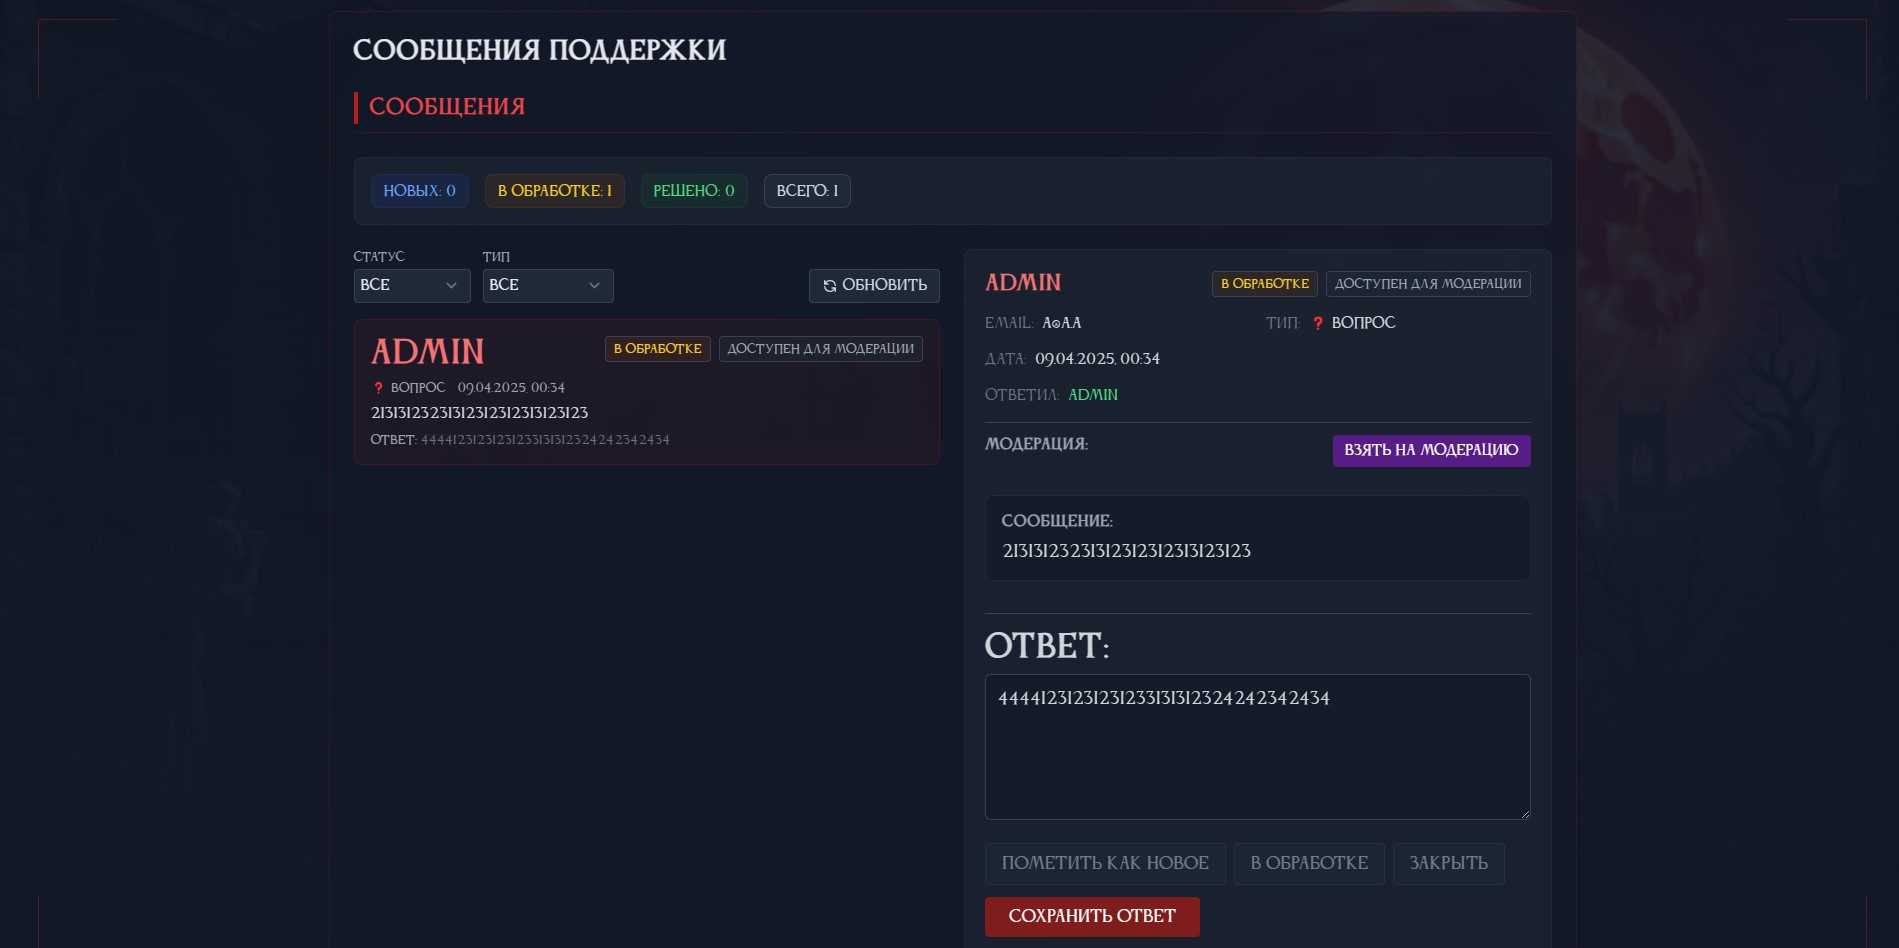 СООБЩЕНИЯ ПОДДЕРЖКИ
СООБЩЕНИЯ
НОВЫХ: 0 В ОБРАБОТКЕ: 1 РЕШЕНО: 0 ВСЕГО: 1
СТАТУС ТИП
ВСЕ ВСЕ ОБНОВИТЬ
ADMIN В ОБРАБОТКЕ ДОСТУПЕН ДЛЯ МОДЕРАЦИИ
❓ ВОПРОС 09.04.2025, 00:34
21313123231312312312313123123
ОТВЕТ: 44441231231231233131312324242342434
ADMIN В ОБРАБОТКЕ ДОСТУПЕН ДЛЯ МОДЕРАЦИИ
EMAIL: A@AA ТИП: ❓ ВОПРОС
ДАТА: 09.04.2025, 00:34
ОТВЕТИЛ: ADMIN
МОДЕРАЦИЯ: ВЗЯТЬ НА МОДЕРАЦИЮ
СООБЩЕНИЕ:
21313123231312312312313123123
ОТВЕТ:
44441231231231233131312324242342434
ПОМЕТИТЬ КАК НОВОЕ В ОБРАБОТКЕ ЗАКРЫТЬ
СОХРАНИТЬ ОТВЕТ